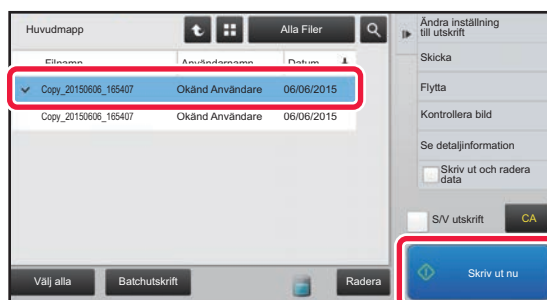 Huvudmapp
Alla Filer
Filnamn Användarnamn Datum
Copy_20150606_165407 Okänd Användare 06/06/2015
Copy_20150606_165407 Okänd Användare 06/06/2015
Välj alla
Batchutskrift
Radera
Ändra inställning
till utskrift
Skicka
Flytta
Kontrollera bild
Se detaljinformation
Skriv ut och radera
data
S/V utskrift
CA
Skriv ut nu